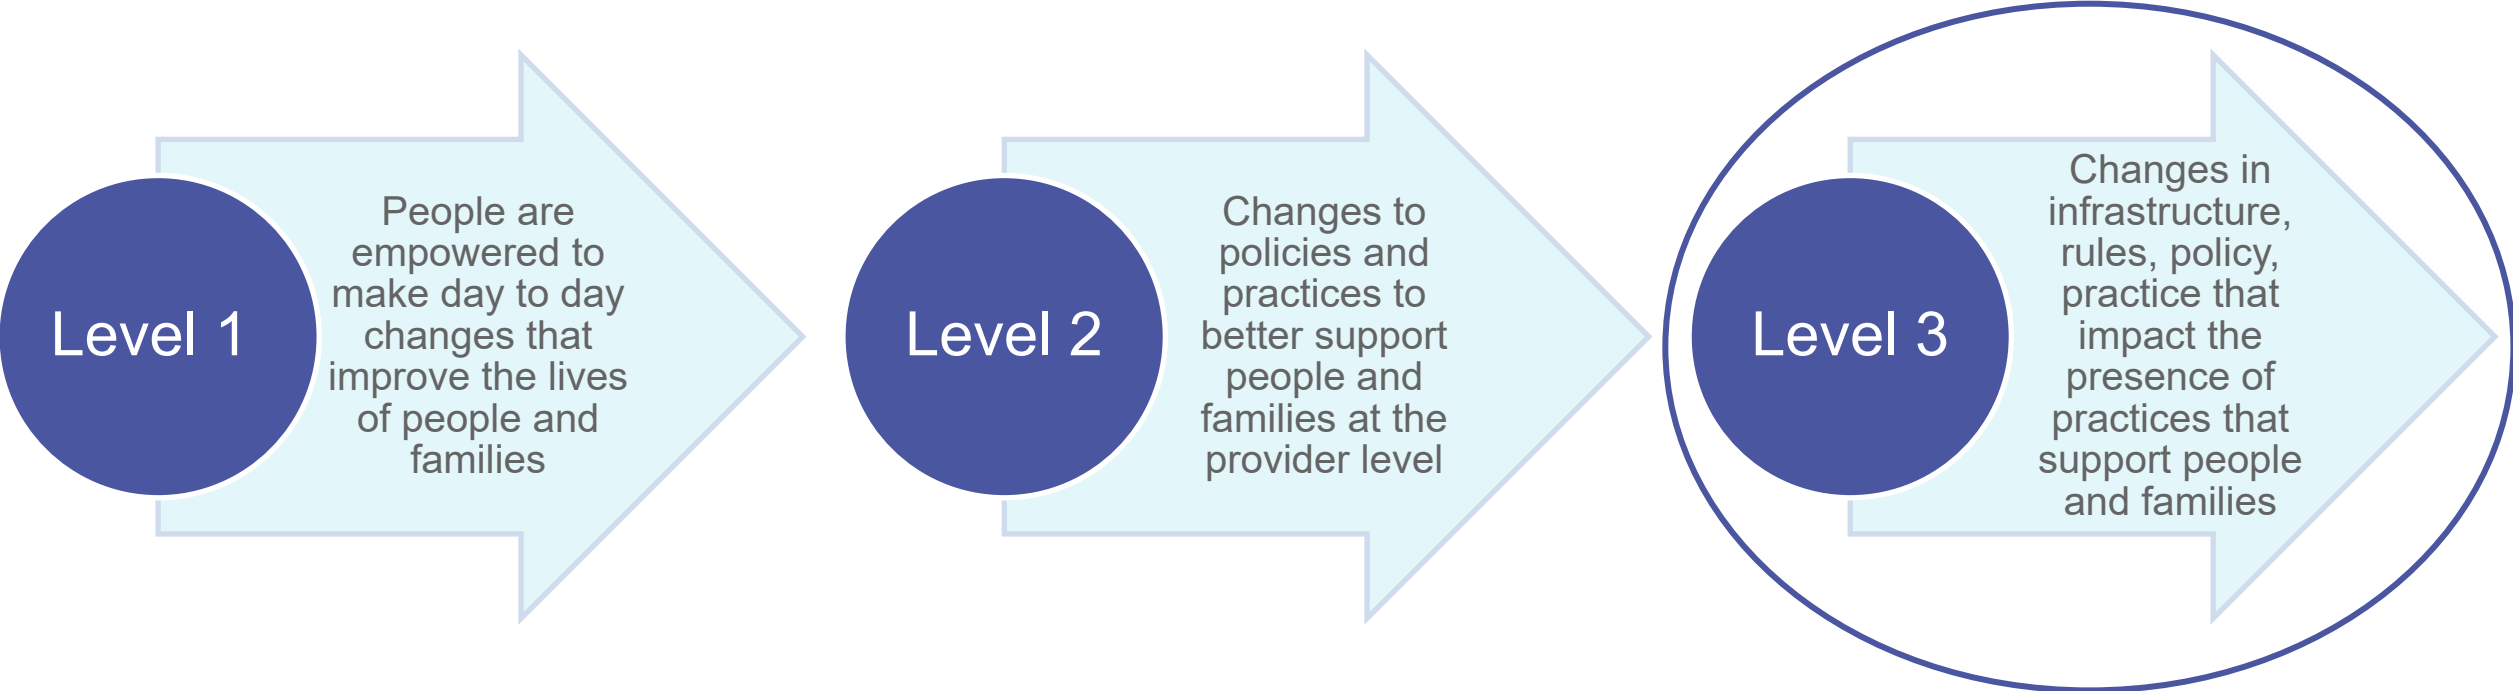 Level 1
People are
empowered to
make day to day
changes that
improve the lives
of people and
families
Level 2
Changes to
policies and
practices to
better support
people and
families at the
provider level
Level 3
Changes in
infrastructure,
rules, policy,
practice that
impact the
presence of
practices that
support people
and families